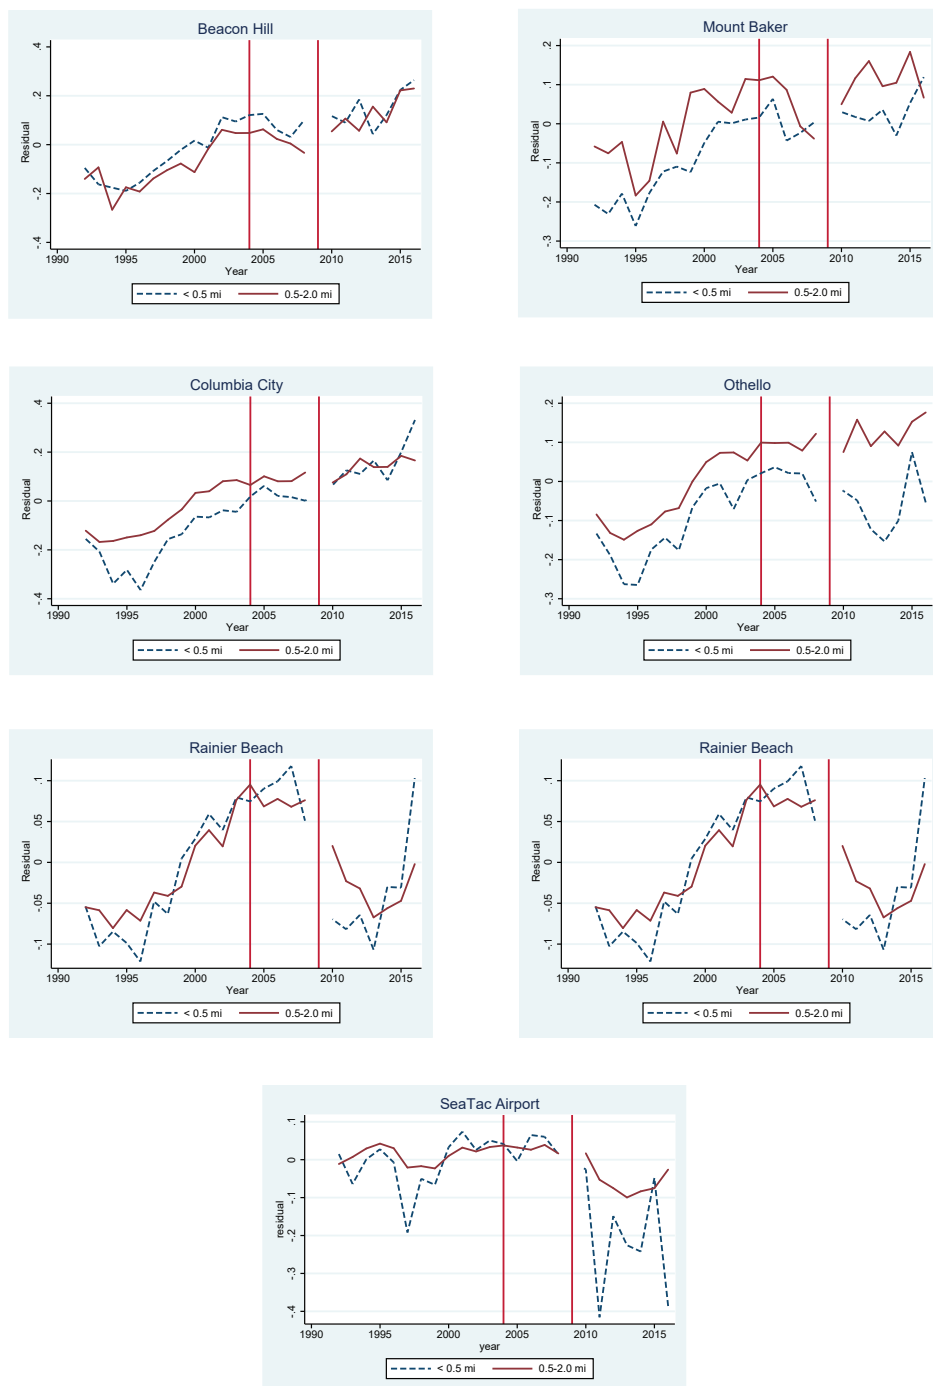 Beacon Hill
.4
.2
0
-.2
-.4
Residual
1990 1995 2000 2005 2010 2015
Year
< 0.5 mi 0.5-2.0 mi
Mount Baker
.2
.1
0
-.1
-.2
-.3
Residual
1990 1995 2000 2005 2010 2015
Year
< 0.5 mi 0.5-2.0 mi
Columbia City
.4
.2
0
-.2
-.4
Residual
1990 1995 2000 2005 2010 2015
Year
< 0.5 mi 0.5-2.0 mi
Othello
.2
.1
0
-.1
-.2
-.3
Residual
1990 1995 2000 2005 2010 2015
Year
< 0.5 mi 0.5-2.0 mi
Rainier Beach
.1
.05
0
-.05
-.1
Residual
1990 1995 2000 2005 2010 2015
Year
< 0.5 mi 0.5-2.0 mi
Rainier Beach
.1
.05
0
-.05
-.1
Residual
1990 1995 2000 2005 2010 2015
Year
< 0.5 mi 0.5-2.0 mi
SeaTac Airport
.1
0
-.1
-.2
-.3
-.4
residual
1990 1995 2000 2005 2010 2015
year
< 0.5 mi 0.5-2.0 mi